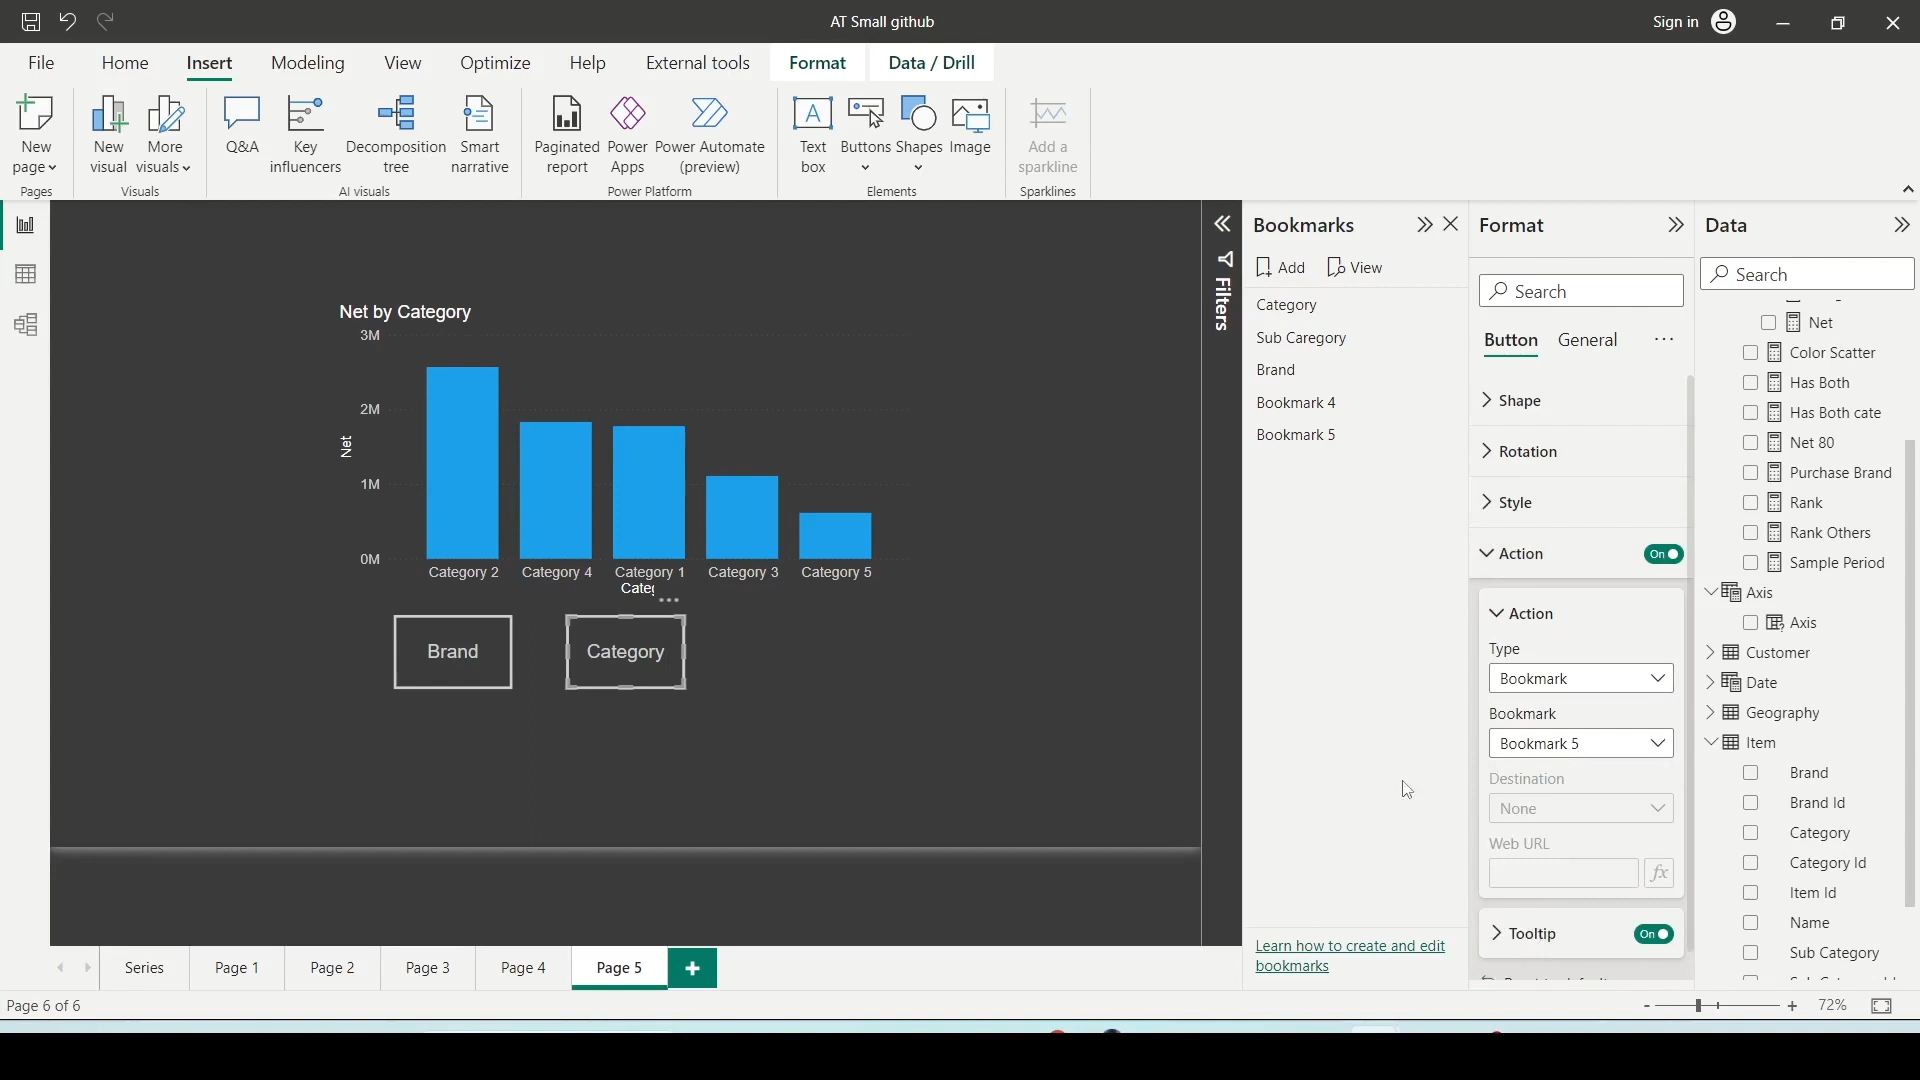 AT Small github
Sign in
File Home Insert Modeling View Optimize Help External tools Format Data / Drill
New page
New visual
More visuals
Q&A
Key influencers
Decomposition tree
Smart narrative
Paginated report
Power Apps
Power Automate (preview)
Text box
Buttons
Shapes
Image
Add a sparkline
Pages
Visuals
AI visuals
Power Platform
Elements
Sparklines
Net by Category
3M
2M
1M
0M
Net
Category 2 Category 4 Category 1 Category 3 Category 5
Brand
Category
Filters
Bookmarks
Add View
Category
Sub Caregory
Brand
Bookmark 4
Bookmark 5
Learn how to create and edit
bookmarks
Format
Search
Button General
Shape
Rotation
Style
Action On
Action
Type
Bookmark
Bookmark
Bookmark 5
Destination
None
Web URL
fx
Tooltip On
Data
Search
Net
Color Scatter
Has Both
Has Both cate
Net 80
Purchase Brand
Rank
Rank Others
Sample Period
Axis
Axis
Customer
Date
Geography
Item
Brand
Brand Id
Category
Category Id
Item Id
Name
Sub Category
Series Page 1 Page 2 Page 3 Page 4 Page 5
Page 6 of 6
- + 72%